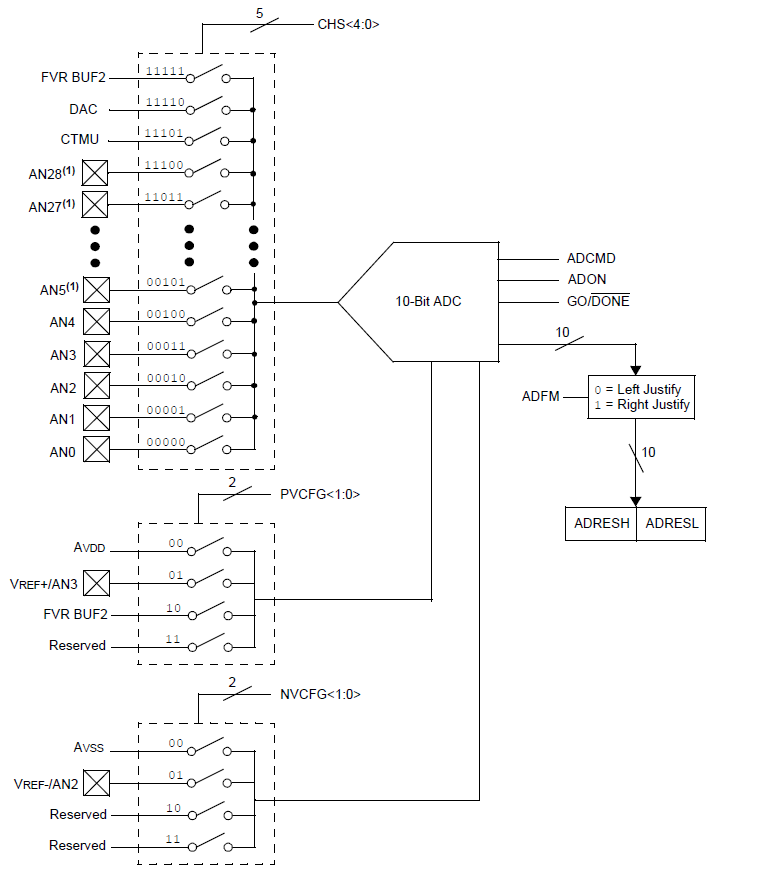 5
CHS<4:0>
FVR BUF2 11111
DAC 11110
CTMU 11101
AN28(1) 11100
AN27(1) 11011
AN5(1) 00101
AN4 00100
AN3 00011
AN2 00010
AN1 00001
AN0 00000
10-Bit ADC
ADCMD
ADON
GO/DONE
10
ADFM
0 = Left Justify
1 = Right Justify
10
ADRESH ADRESL
2
PVCFG<1:0>
AVDD 00
VREF+/AN3 01
FVR BUF2 10
Reserved 11
2
NVCFG<1:0>
AVSS 00
VREF-/AN2 01
Reserved 10
Reserved 11